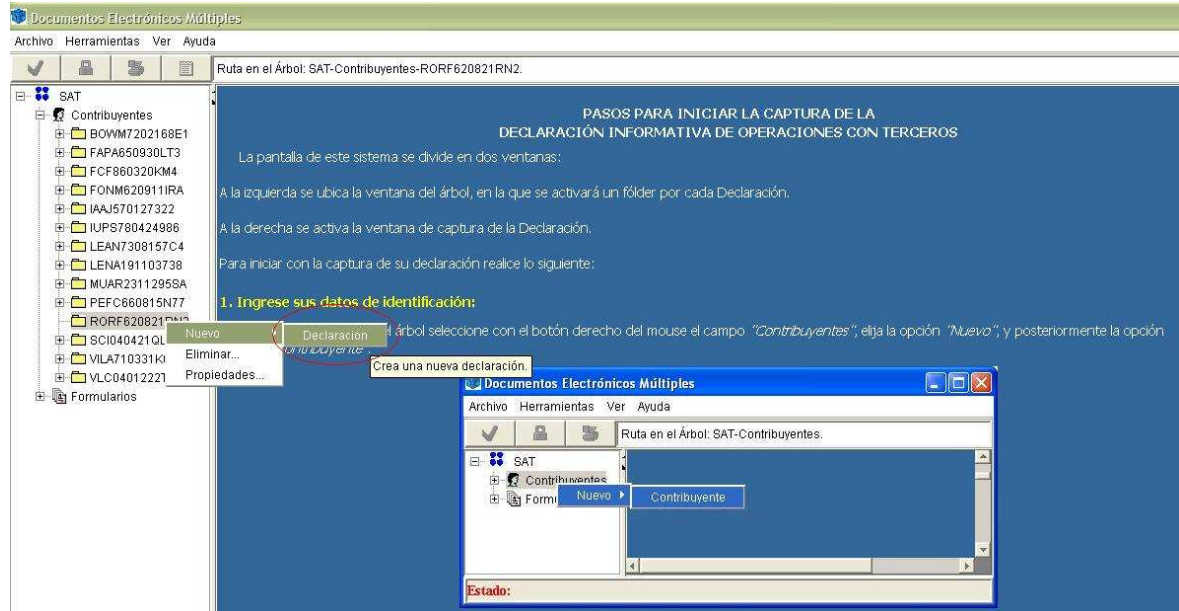 Documentos Electrónicos Múltiples
Archivo Herramientas Ver Ayuda
Ruta en el Árbol: SAT-Contribuyentes-RORF620821RN2.
SAT
Contribuyentes
BOWM7202168E1
FAPA650930LT3
FCF860320KM4
FONM620911IRA
IAAJ570127322
IUPS780424986
LEAN7308157C4
LENA191103738
MUAR2311295SA
PEFC660815N77
RORF620821RN2
SCI040421QL
VILA710331K
VLC0401222
Formularios
Nuevo
Eliminar...
Propiedades...
Declaración
Crea una nueva declaración.
PASOS PARA INICIAR LA CAPTURA DE LA
DECLARACIÓN INFORMATIVA DE OPERACIONES CON TERCEROS
La pantalla de este sistema se divide en dos ventanas:
A la izquierda se ubica la ventana del árbol, en la que se activará un fólder por cada Declaración.
A la derecha se activa la ventana de captura de la Declaración.
Para iniciar con la captura de su declaración realice lo siguiente:
1. Ingrese sus datos de identificación:
árbol seleccione con el botón derecho del mouse el campo "Contribuyentes", elija la opción "Nuevo", y posteriormente la opción
ontribuyente".
Documentos Electrónicos Múltiples
Archivo Herramientas Ver Ayuda
Ruta en el Árbol: SAT-Contribuyentes.
SAT
Contribuyentes
Formu
Nuevo
Contribuyente
Estado: